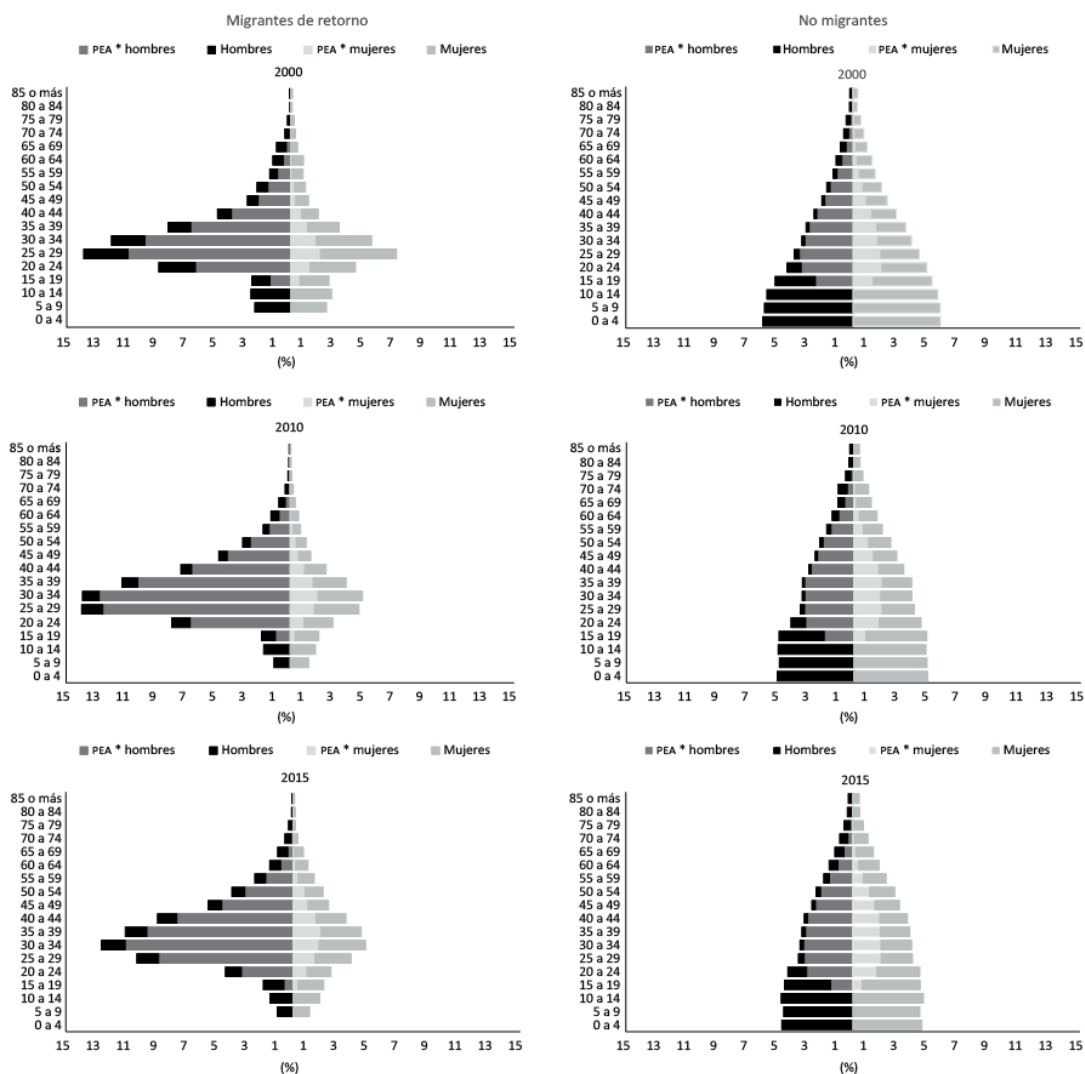 Migrantes de retorno
No migrantes
PEA * hombres Hombres PEA * mujeres Mujeres
2000
85 o más
80 a 84
75 a 79
70 a 74
65 a 69
60 a 64
55 a 59
50 a 54
45 a 49
40 a 44
35 a 39
30 a 34
25 a 29
20 a 24
15 a 19
10 a 14
5 a 9
0 a 4
15 13 11 9 7 5 3 1 1 3 5 7 9 11 13 15
(%)
PEA * hombres Hombres PEA * mujeres Mujeres
2000
85 o más
80 a 84
75 a 79
70 a 74
65 a 69
60 a 64
55 a 59
50 a 54
45 a 49
40 a 44
35 a 39
30 a 34
25 a 29
20 a 24
15 a 19
10 a 14
5 a 9
0 a 4
15 13 11 9 7 5 3 1 1 3 5 7 9 11 13 15
(%)
PEA * hombres Hombres PEA * mujeres Mujeres
2010
85 o más
80 a 84
75 a 79
70 a 74
65 a 69
60 a 64
55 a 59
50 a 54
45 a 49
40 a 44
35 a 39
30 a 34
25 a 29
20 a 24
15 a 19
10 a 14
5 a 9
0 a 4
15 13 11 9 7 5 3 1 1 3 5 7 9 11 13 15
(%)
PEA * hombres Hombres PEA * mujeres Mujeres
2010
85 o más
80 a 84
75 a 79
70 a 74
65 a 69
60 a 64
55 a 59
50 a 54
45 a 49
40 a 44
35 a 39
30 a 34
25 a 29
20 a 24
15 a 19
10 a 14
5 a 9
0 a 4
15 13 11 9 7 5 3 1 1 3 5 7 9 11 13 15
(%)
PEA * hombres Hombres PEA * mujeres Mujeres
2015
85 o más
80 a 84
75 a 79
70 a 74
65 a 69
60 a 64
55 a 59
50 a 54
45 a 49
40 a 44
35 a 39
30 a 34
25 a 29
20 a 24
15 a 19
10 a 14
5 a 9
0 a 4
15 13 11 9 7 5 3 1 1 3 5 7 9 11 13 15
(%)
PEA * hombres Hombres PEA * mujeres Mujeres
2015
85 o más
80 a 84
75 a 79
70 a 74
65 a 69
60 a 64
55 a 59
50 a 54
45 a 49
40 a 44
35 a 39
30 a 34
25 a 29
20 a 24
15 a 19
10 a 14
5 a 9
0 a 4
15 13 11 9 7 5 3 1 1 3 5 7 9 11 13 15
(%)